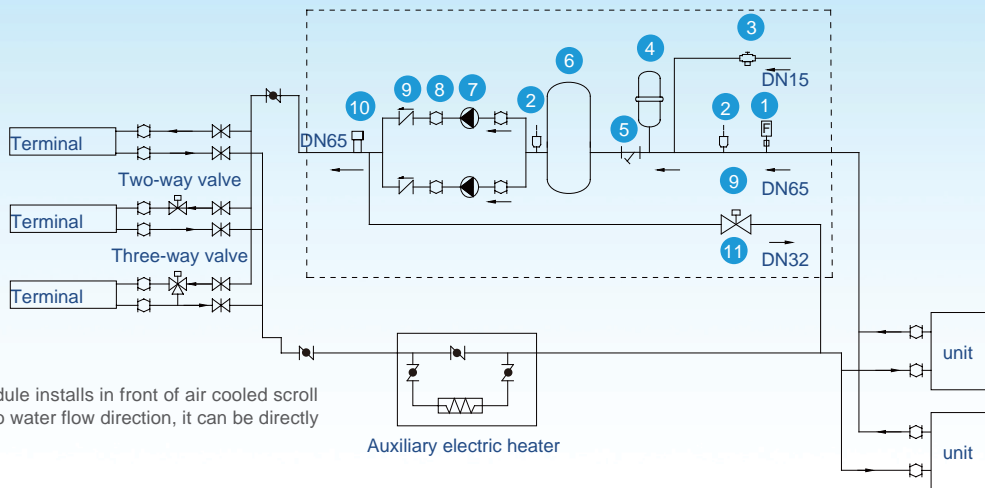 3
4
6
DN15
9
8
7
2
2
1
F
10
5
DN65
Terminal
Two-way valve
9
DN65
Terminal
Three-way valve
11
DN32
Terminal
unit
dule installs in front of air cooled scroll
o water flow direction, it can be directly
Auxiliary electric heater
unit